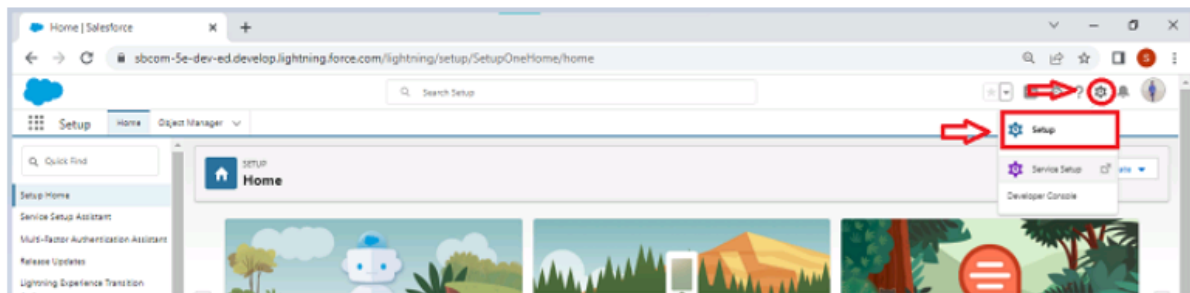 Home | Salesforce
sbcom-5e-dev-ed.develop.lightning.force.com/lightning/setup/SetupOneHome/home
S
Search Setup
?
Setup
Home
Object Manager
Setup
Quick Find
SETUP
Home
Service Setup
Setup Home
Developer Console
Service Setup Assistant
Multi-Factor Authentication Assistant
Release Updates
Lightning Experience Transition